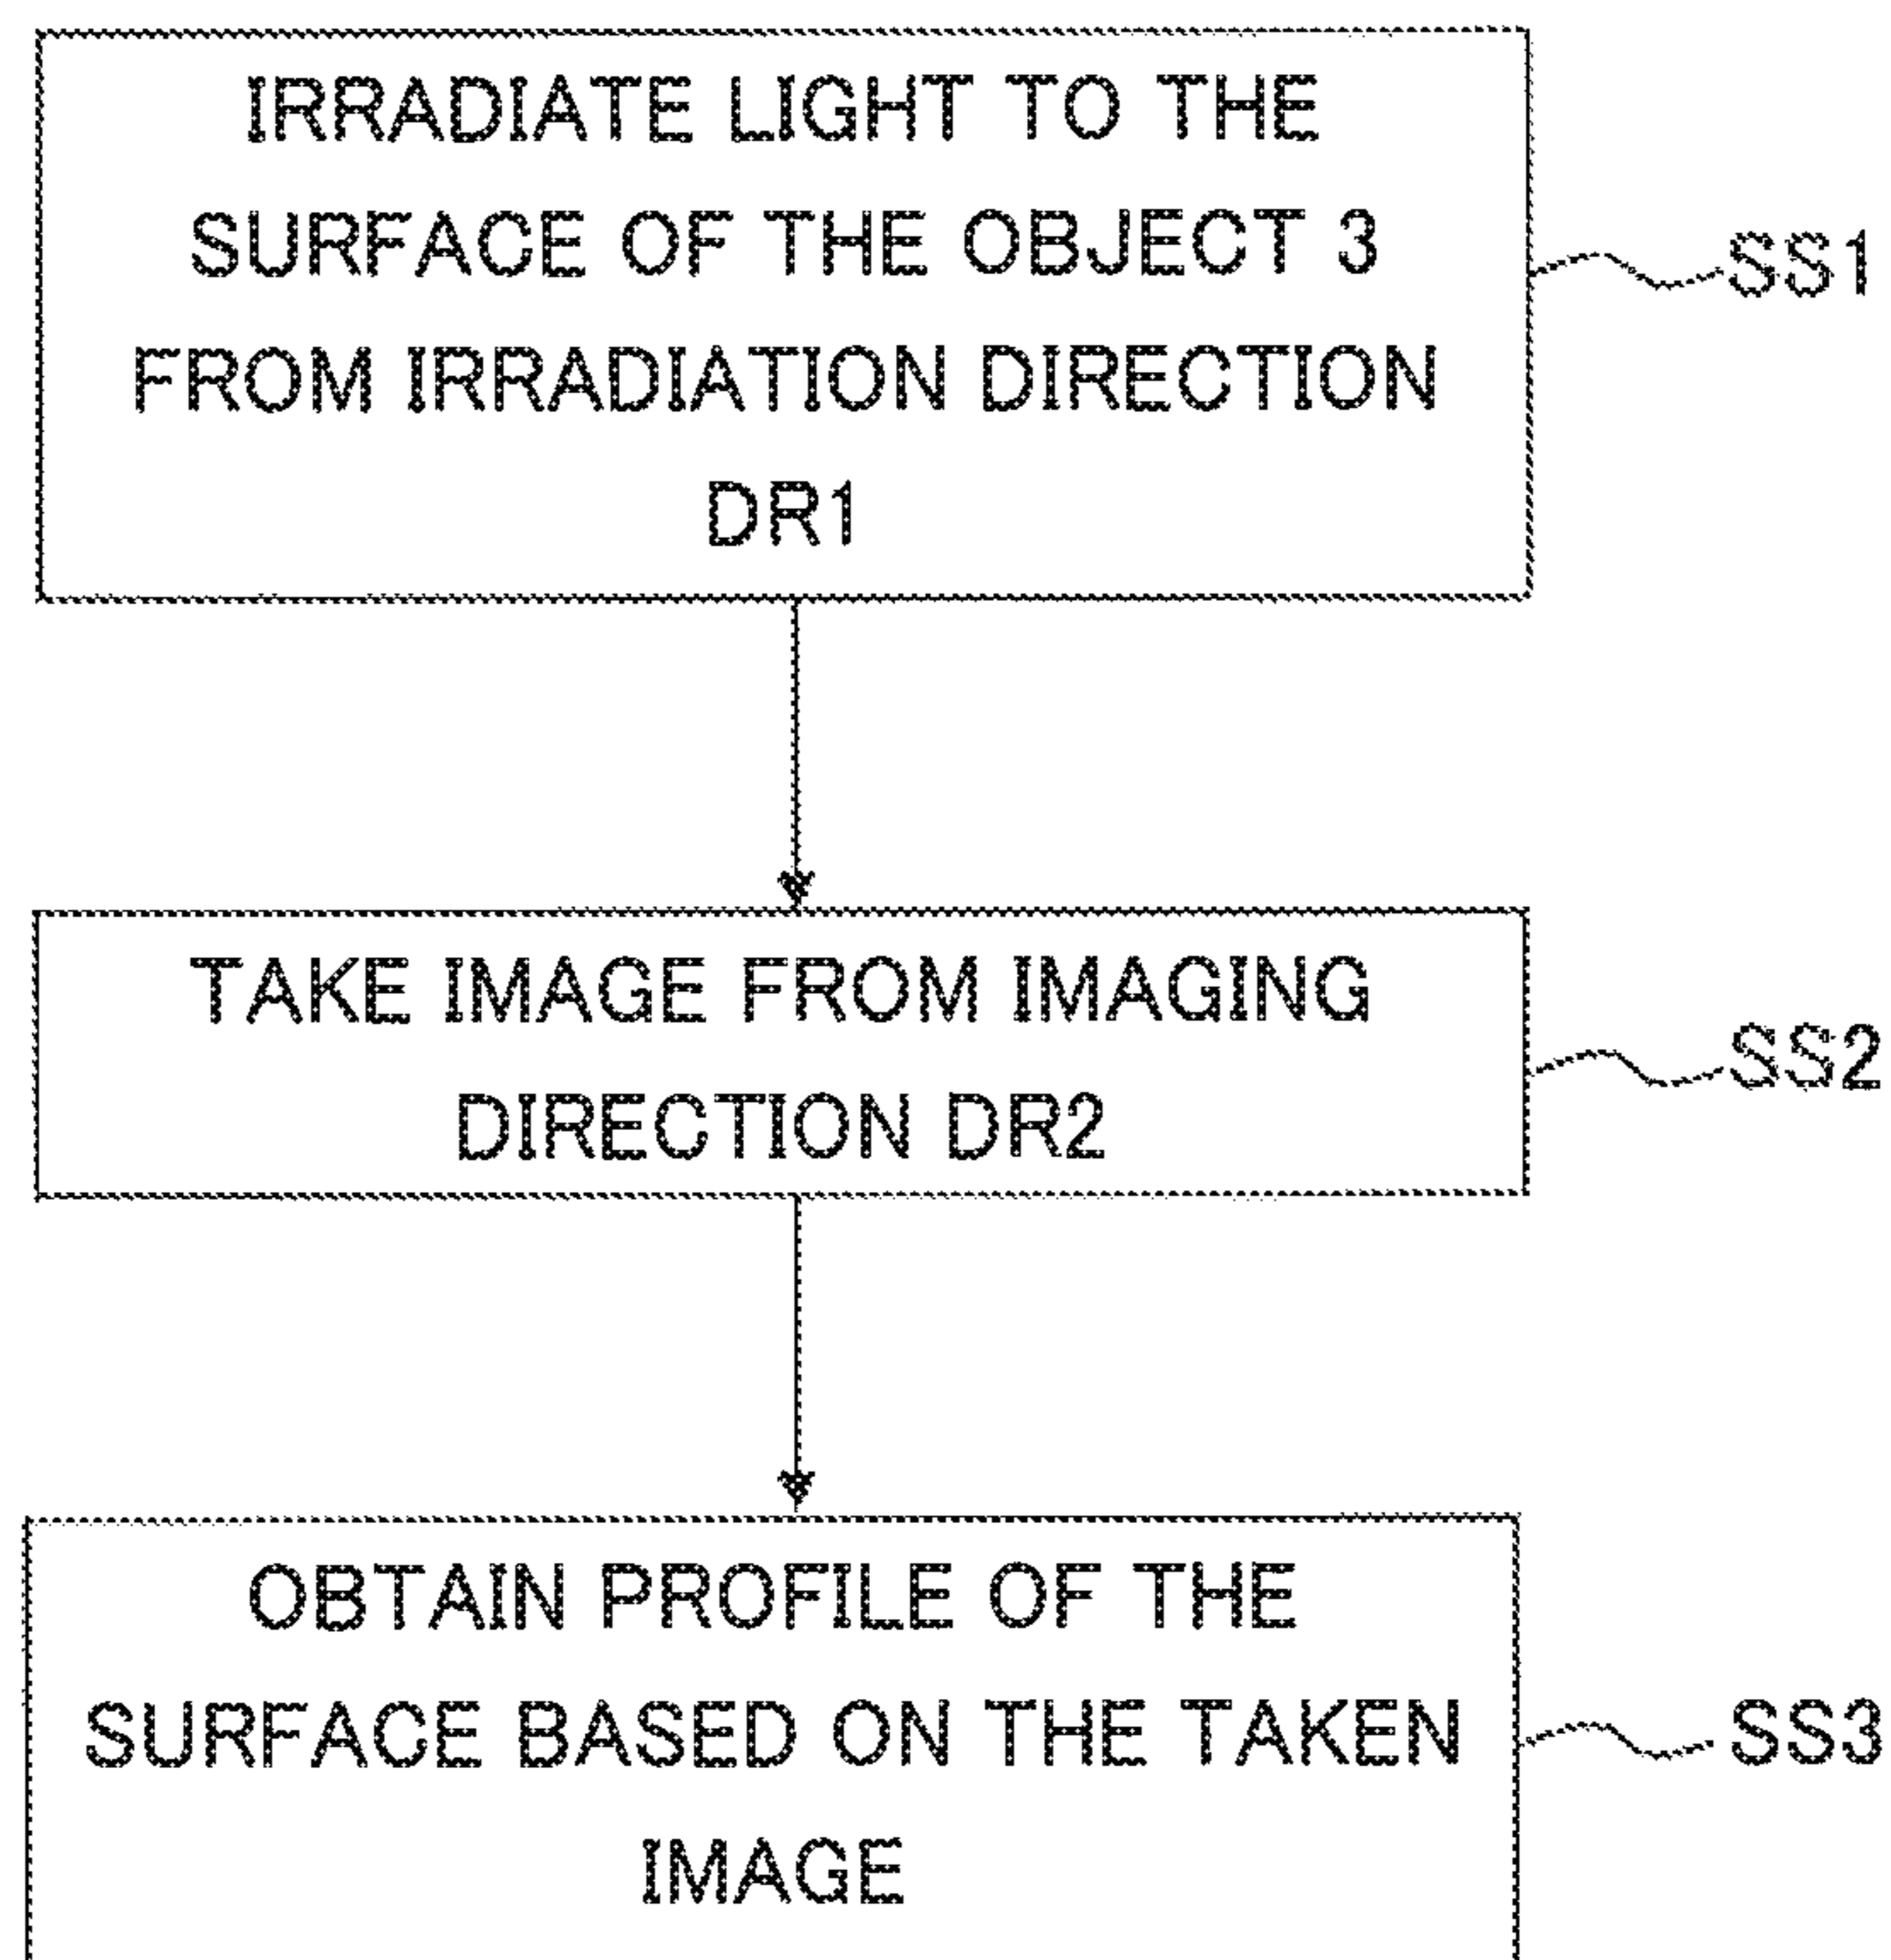 IRRADIATE LIGHT TO THE
SURFACE OF THE OBJECT 3
FROM IRRADIATION DIRECTION
DR1
SS1
TAKE IMAGE FROM IMAGING
DIRECTION DR2
SS2
OBTAIN PROFILE OF THE
SURFACE BASED ON THE TAKEN
IMAGE
SS3